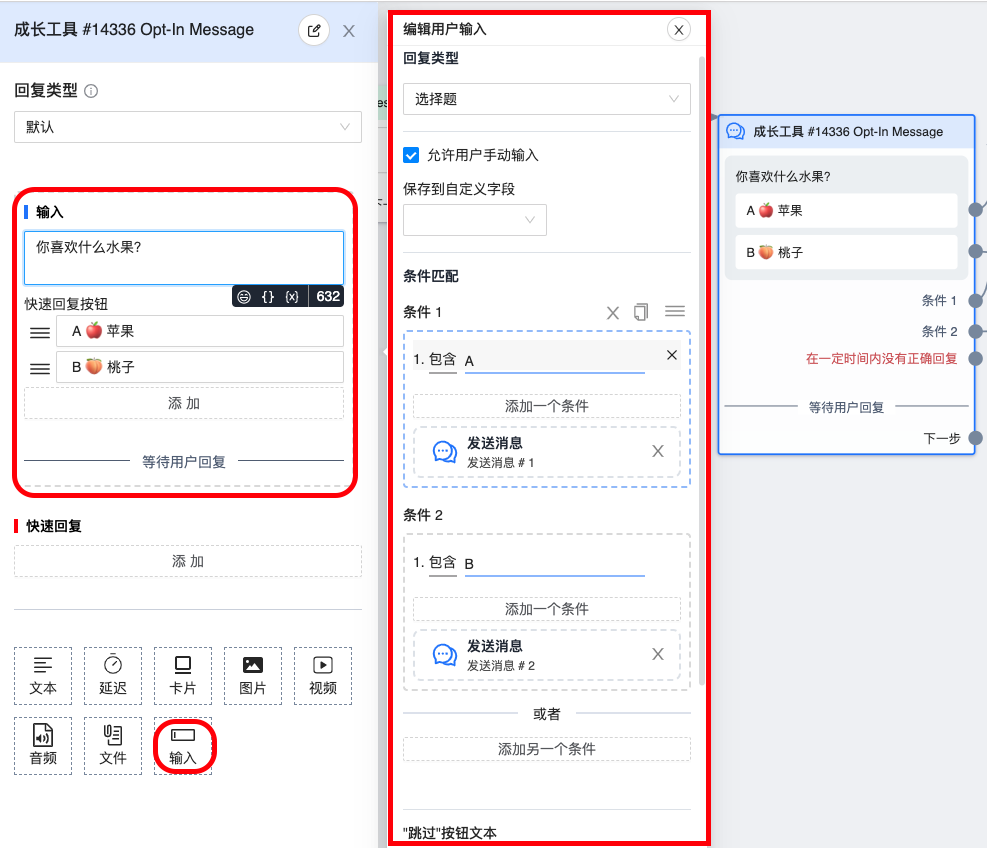 成长工具 #14336 Opt-In Message
回复类型
默认
输入
你喜欢什么水果?
632
快速回复按钮
A 🍎 苹果
B 🍑 桃子
添 加
等待用户回复
快速回复
添 加
文本
延迟
卡片
图片
视频
音频
文件
输入
编辑用户输入
回复类型
选择题
允许用户手动输入
保存到自定义字段
条件匹配
条件 1
1. 包含 A
添加一个条件
发送消息
发送消息 # 1
条件 2
1. 包含 B
添加一个条件
发送消息
发送消息 # 2
或者
添加另一个条件
"跳过"按钮文本
成长工具 #14336 Opt-In Message
你喜欢什么水果?
A 🍎 苹果
B 🍑 桃子
条件 1
条件 2
在一定时间内没有正确回复
等待用户回复
下一步